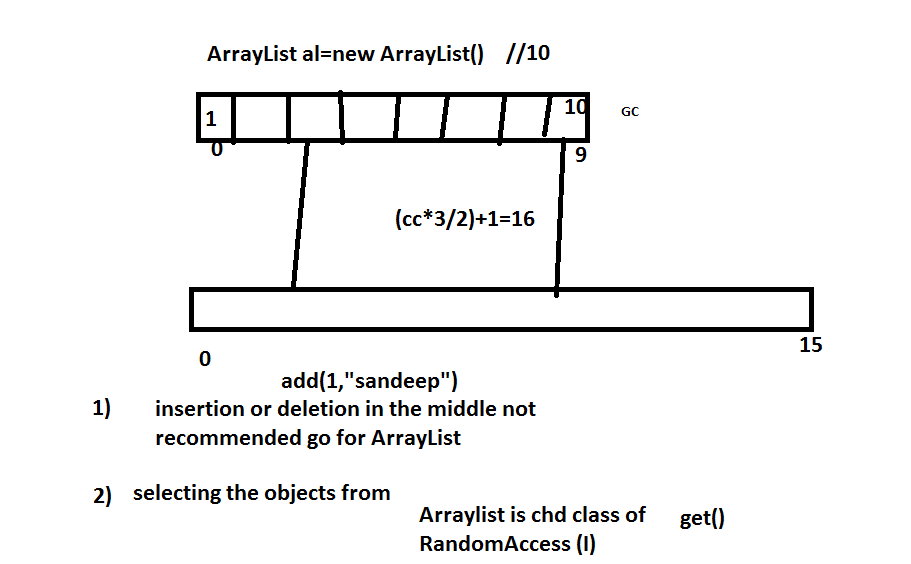 ArrayList al=new ArrayList() //10
1 10 GC
0 9
(cc*3/2)+1=16
0 15
add(1,"sandeep")
1) insertion or deletion in the middle not
recommended go for ArrayList
2) selecting the objects from
Arraylist is chd class of get()
RandomAccess (I)